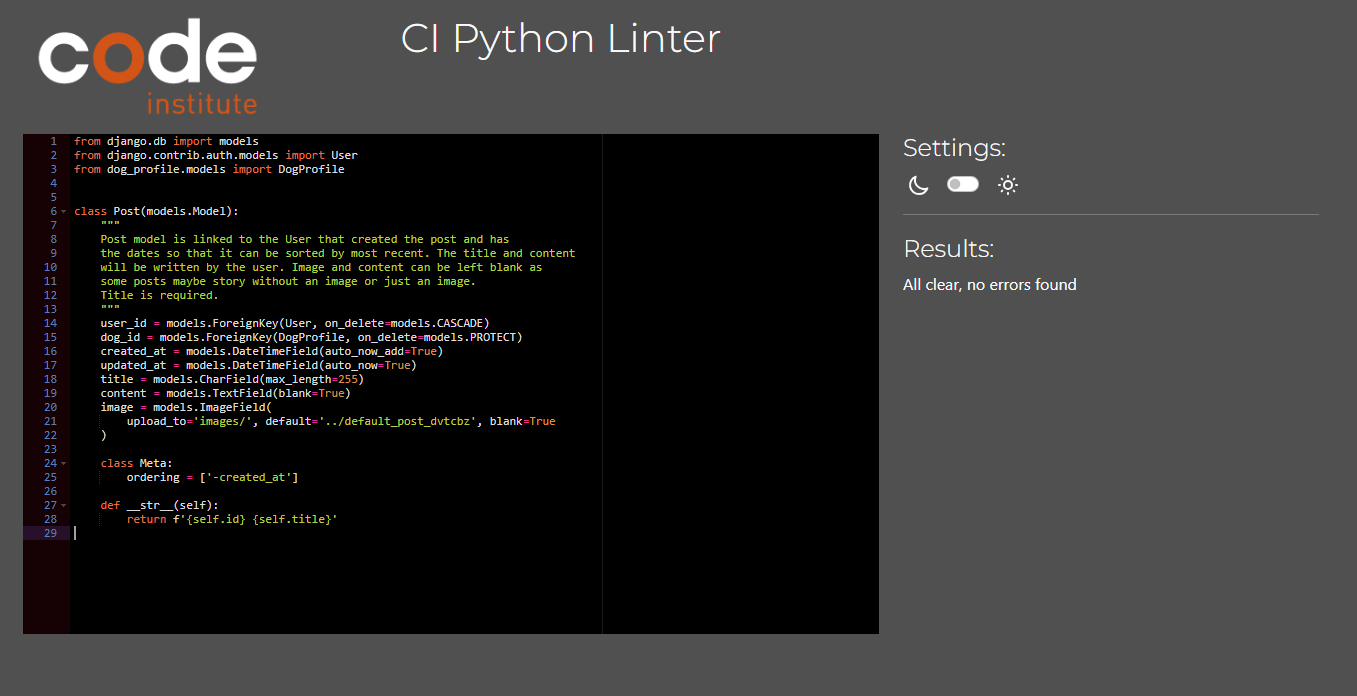 code
institute
CI Python Linter
1 from django.db import models
2 from django.contrib.auth.models import User
3 from dog_profile.models import DogProfile
4
5
6 class Post(models.Model):
7     """
8     Post model is linked to the User that created the post and has
9     the dates so that it can be sorted by most recent. The title and content
10     will be written by the user. Image and content can be left blank as
11     some posts maybe story without an image or just an image.
12     Title is required.
13     """
14     user_id = models.ForeignKey(User, on_delete=models.CASCADE)
15     dog_id = models.ForeignKey(DogProfile, on_delete=models.PROTECT)
16     created_at = models.DateTimeField(auto_now_add=True)
17     updated_at = models.DateTimeField(auto_now=True)
18     title = models.CharField(max_length=255)
19     content = models.TextField(blank=True)
20     image = models.ImageField(
21         upload_to='images/', default='../default_post_dvtcbz', blank=True
22     )
23
24     class Meta:
25         ordering = ['-created_at']
26
27     def __str__(self):
28         return f'{self.id} {self.title}'
29
Settings:
Results:
All clear, no errors found